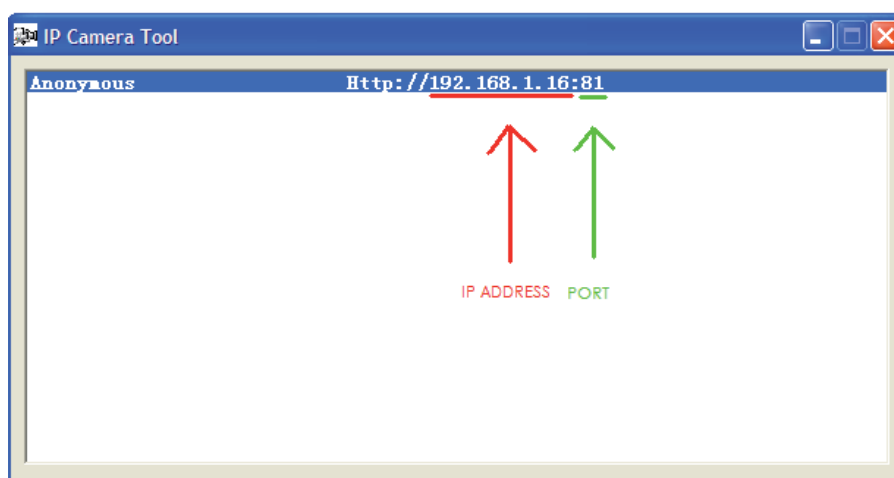 IP Camera Tool
Anonymous Http://192.168.1.16:81
IP ADDRESS PORT